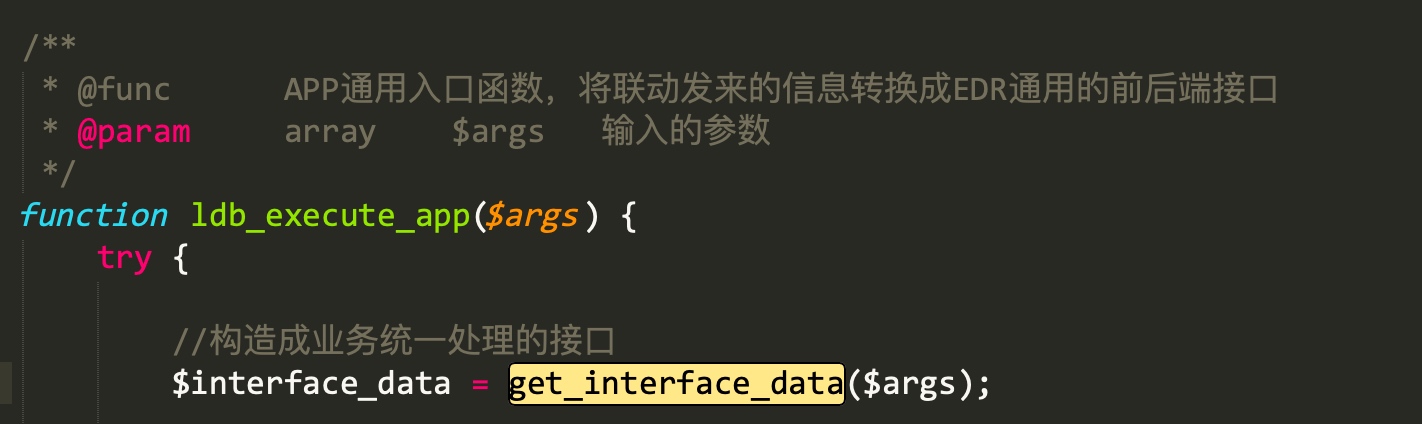 /**
* @func APP通用入口函数，将联动发来的信息转换成EDR通用的前后端接口
* @param array $args 输入的参数
*/
function ldb_execute_app($args) {
try {
//构造成业务统一处理的接口
$interface_data = get_interface_data($args);